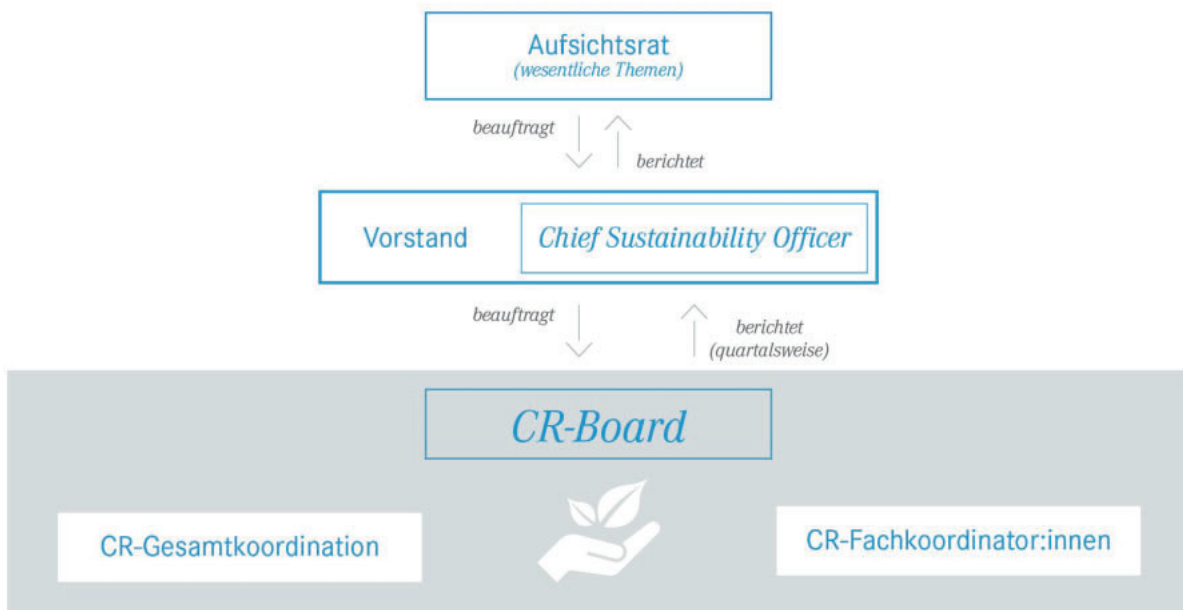 Aufsichtsrat
(wesentliche Themen)
beauftragt
berichtet
Vorstand
Chief Sustainability Officer
beauftragt
berichtet
(quartalsweise)
CR-Board
CR-Gesamtkoordination
CR-Fachkoordinator:innen